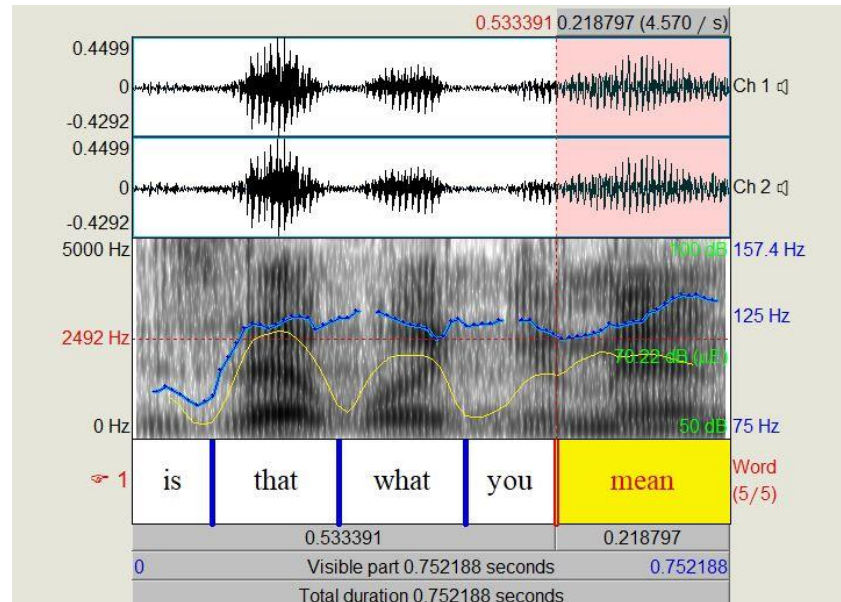 0.533391 0.218797 (4.570 / s)
0.4499
0
-0.4292
Ch 1
0.4499
0
-0.4292
Ch 2
5000 Hz 100 dB 157.4 Hz
125 Hz
2492 Hz
70.22 dB (µE)
0 Hz 50 dB 75 Hz
1 is that what you mean Word
(5/5)
0.533391 0.218797
0 Visible part 0.752188 seconds 0.752188
Total duration 0.752188 seconds